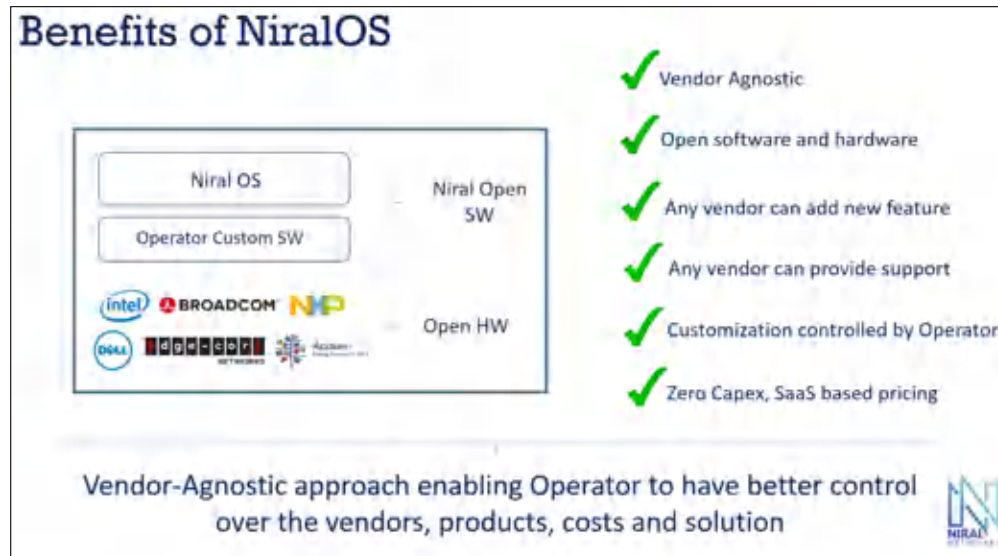 Benefits of NiralOS
Niral OS
Operator Custom SW
Niral Open
SW
intel
BROADCOM
NXP
DELL
Edge-corE
NETWORKS
Open HW
Vendor Agnostic
Open software and hardware
Any vendor can add new feature
Any vendor can provide support
Customization controlled by Operator
Zero Capex, SaaS based pricing
Vendor-Agnostic approach enabling Operator to have better control
over the vendors, products, costs and solution
NIRAL